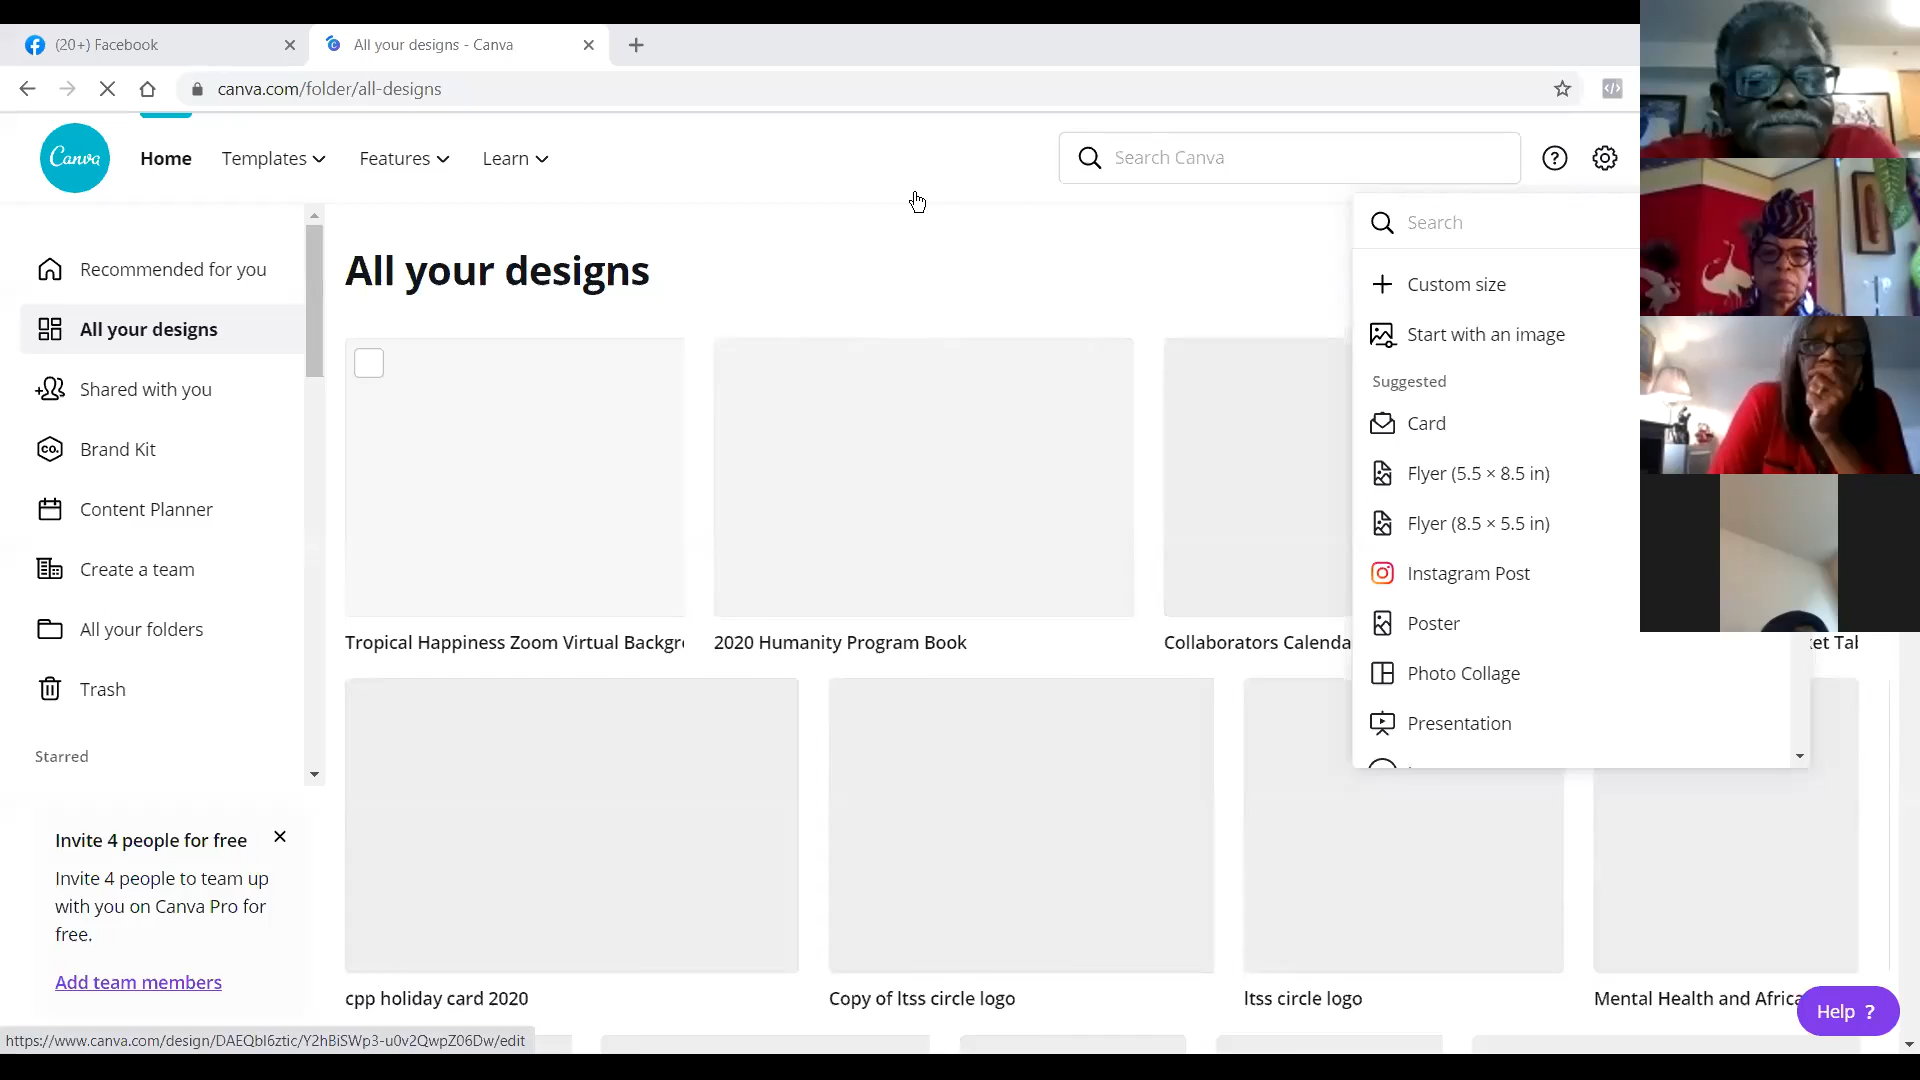 (20+) Facebook
All your designs - Canva
canva.com/folder/all-designs
Canva
Home
Templates
Features
Learn
Search Canva
Recommended for you
All your designs
Shared with you
Brand Kit
Content Planner
Create a team
All your folders
Trash
Starred
Invite 4 people for free
Invite 4 people to team up
with you on Canva Pro for
free.
Add team members
All your designs
Tropical Happiness Zoom Virtual Backgr
2020 Humanity Program Book
Collaborators Calenda
cpp holiday card 2020
Copy of ltss circle logo
ltss circle logo
Mental Health and Africa
Search
Custom size
Start with an image
Suggested
Card
Flyer (5.5 × 8.5 in)
Flyer (8.5 × 5.5 in)
Instagram Post
Poster
Photo Collage
Presentation
Help ?
https://www.canva.com/design/DAEQbl6ztic/Y2hBiSWp3-u0v2QwpZ06Dw/edit